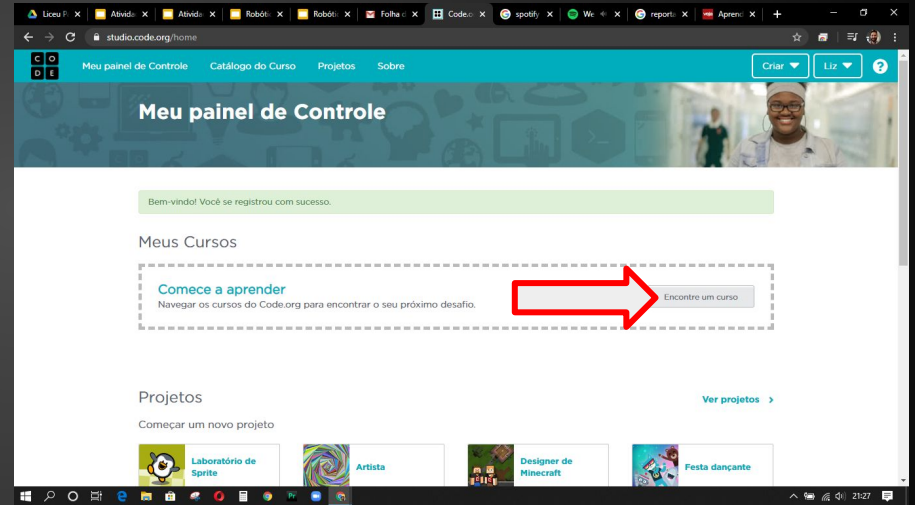 Liceu P
Ativida
Ativida
Robóti
Robóti
Folha d
Code.o
spotify
We
reporta
Aprend
studio.code.org/home
CO
DE
Meu painel de Controle
Catálogo do Curso
Projetos
Sobre
Criar
Liz
?
Meu painel de Controle
Bem-vindo! Você se registrou com sucesso.
Meus Cursos
Comece a aprender
Navegar os cursos do Code.org para encontrar o seu próximo desafio.
Encontre um curso
Projetos
Ver projetos
Começar um novo projeto
Laboratório de
Sprite
Artista
Designer de
Minecraft
Festa dançante
21:27